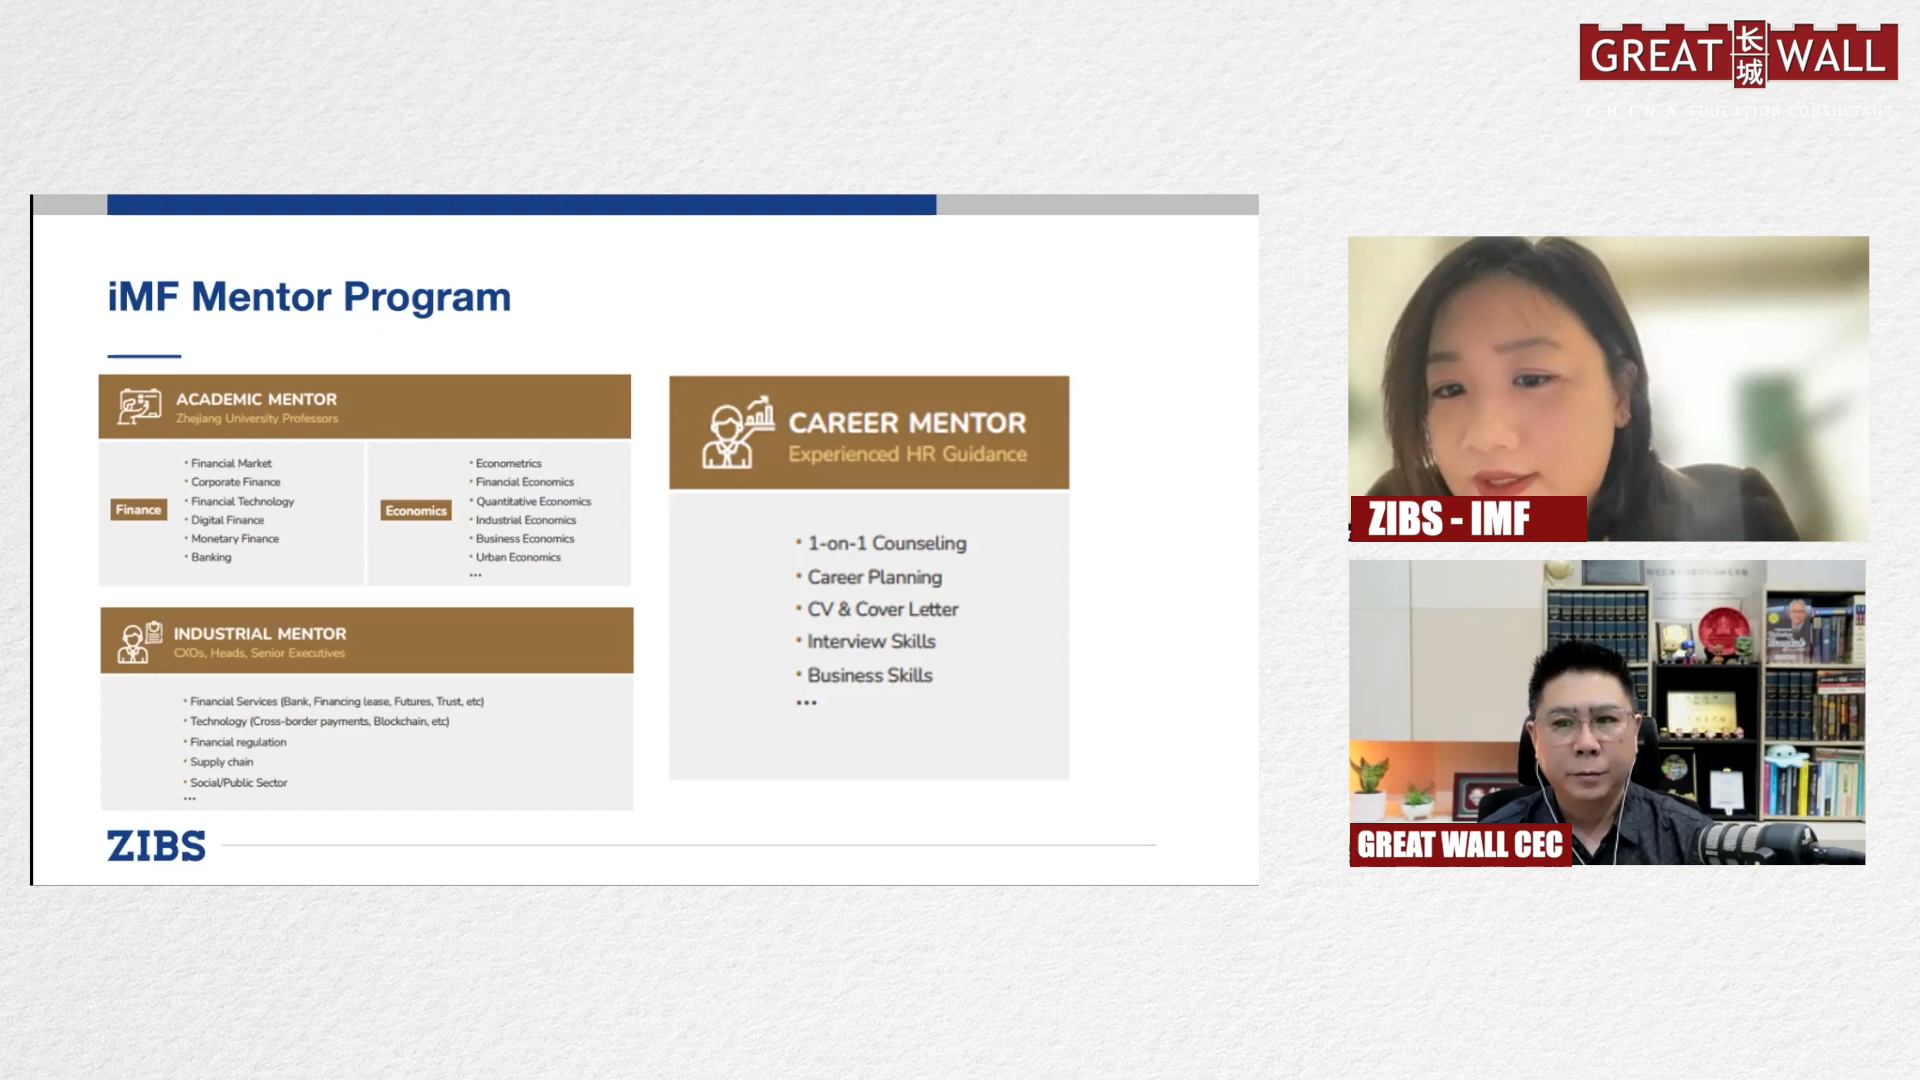 GREAT 长城 WALL
CHINA EDUCATION CONSULTANT
iMF Mentor Program
ACADEMIC MENTOR
Zhejiang University Professors
Finance
• Financial Market
• Corporate Finance
• Financial Technology
• Digital Finance
• Monetary Finance
• Banking
Economics
• Econometrics
• Financial Economics
• Quantitative Economics
• Industrial Economics
• Business Economics
• Urban Economics
...
INDUSTRIAL MENTOR
CXOs, Heads, Senior Executives
• Financial Services (Bank, Financing lease, Futures, Trust, etc)
• Technology (Cross-border payments, Blockchain, etc)
• Financial regulation
• Supply chain
• Social/Public Sector
...
CAREER MENTOR
Experienced HR Guidance
• 1-on-1 Counseling
• Career Planning
• CV & Cover Letter
• Interview Skills
• Business Skills
...
ZIBS
ZIBS - IMF
GREAT WALL CEC